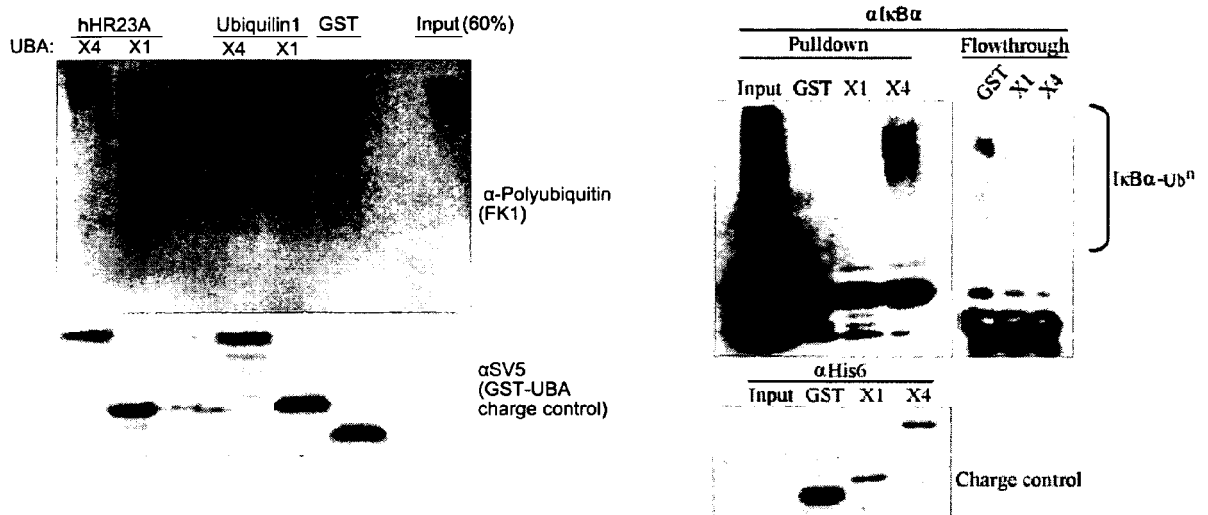 hHR23A Ubiquilin1 GST Input (60%)
UBA: X4 X1 X4 X1
α-Polyubiquitin
(FK1)
αSV5
(GST-UBA
charge control)
αIκBα
Pulldown Flowthrough
Input GST X1 X4 GST X1 X4
IκBα-Ubⁿ
αHis6
Input GST X1 X4
Charge control